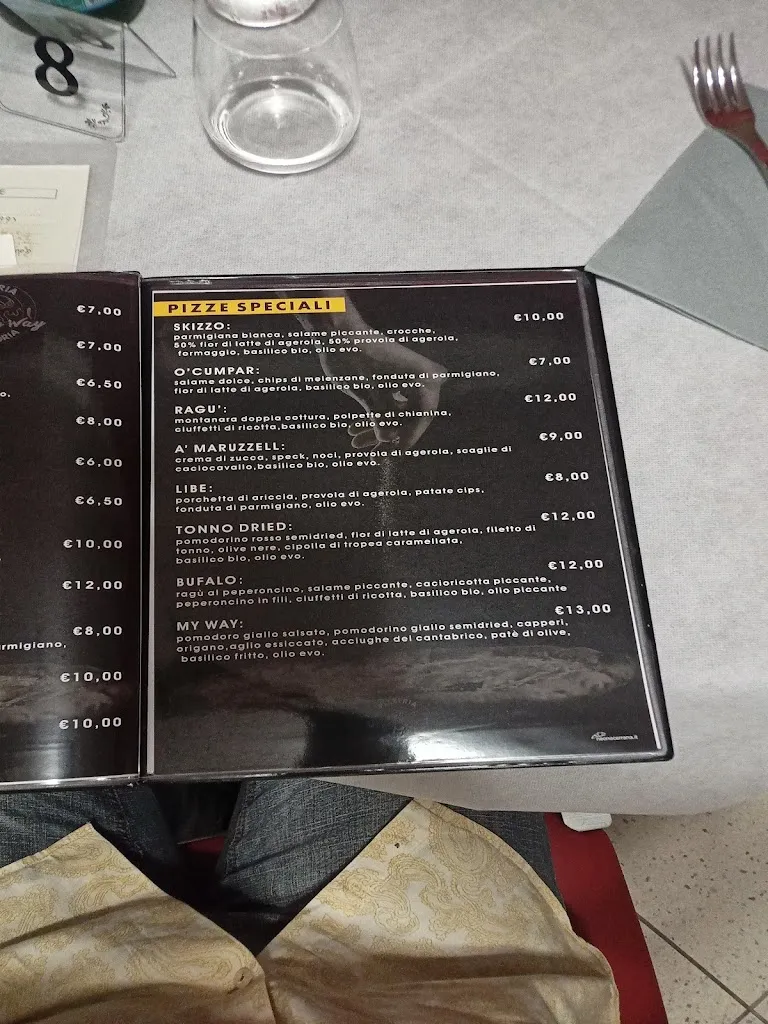 8
€7,00
€7,00
€6,50
€8,00
€6,00
€6,50
€10,00
€12,00
€8,00
armigiano,
€10,00
€10,00
PIZZE SPECIALI
SKIZZO: €10,00
parmigiana bianca, salame piccante, crocche,
50% fior di latte di agerola, 50% provola di agerola,
fermaggio, basilico bio, olio evo.
O'CUMPAR: €7,00
salame dolce, chips di melenzane, fonduta di parmigiano,
fior di latte di agerola, basilico bio, olio evo.
RAGU': €12,00
montanara doppia cottura, polpette di chianina,
ciuffetti di ricotta,basilico bio, olio evo.
A' MARUZZELL: €9,00
crema di zucca, speck, noci, provola di agerola, scaglie di
caciocavallo,basilico bio, olio evo.
LIBE: €8,00
porchetta di ariccia, provola di agerola, patate cips,
fonduta di parmigiano, olio evo.
TONNO DRIED: €12,00
pomodorino rosso semidried, fior di latte di agerola, filetto di
tonno, olive nere, cipolla di tropea caramellata,
basilico bio, olio evo.
BUFALO: €12,00
ragù al peperoncino, salame piccante, cacioricotta piccante,
peperoncino in fili, ciuffetti di ricotta, basilico bio, olio piccante
MY WAY: €13,00
pomodoro giallo salsato, pomodorino giallo semidried, capperi,
origano,aglio essiccato, acciughe del cantabrico, patè di olive,
basilico fritto, olio evo.